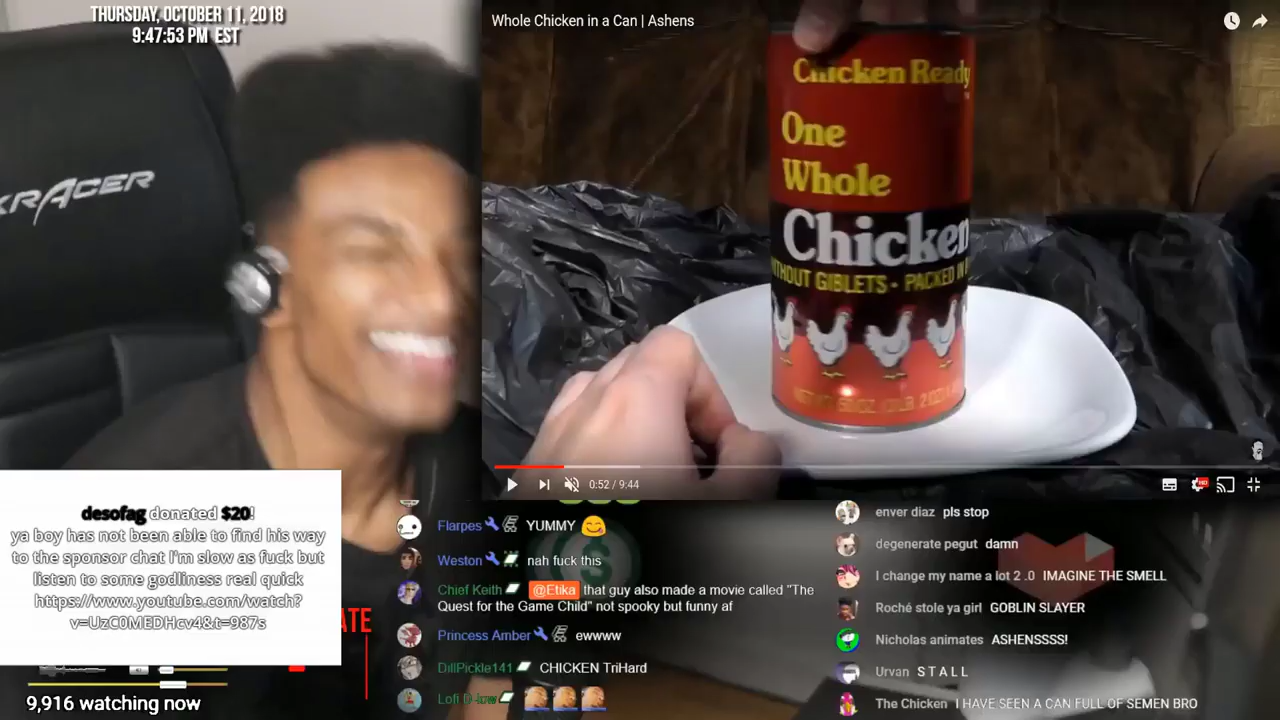 THURSDAY, OCTOBER 11, 2018
9:47:53 PM EST
XRACER
Whole Chicken in a Can | Ashens
Chicken Ready
One
Whole
Chicken
WITHOUT GIBLETS • PACKED IN
0:52 / 9:44
HD
desofag donated $20!
ya boy has not been able to find his way
to the sponsor chat I'm slow as fuck but
listen to some godliness real quick
https://www.youtube.com/watch?
v=UzC0MEDHcv4&t=987s
ATE
9,916 watching now
Flarpes YUMMY
Weston nah fuck this
Chief Keith @Etika that guy also made a movie called "The
Quest for the Game Child" not spooky but funny af
Princess Amber ewwww
DillPickle141 CHICKEN TriHard
Lofi D-low
enver diaz pls stop
degenerate pegut damn
I change my name a lot 2 .0 IMAGINE THE SMELL
Roché stole ya girl GOBLIN SLAYER
Nicholas animates ASHENSSSS!
Urvan S T A L L
The Chicken I HAVE SEEN A CAN FULL OF SEMEN BRO